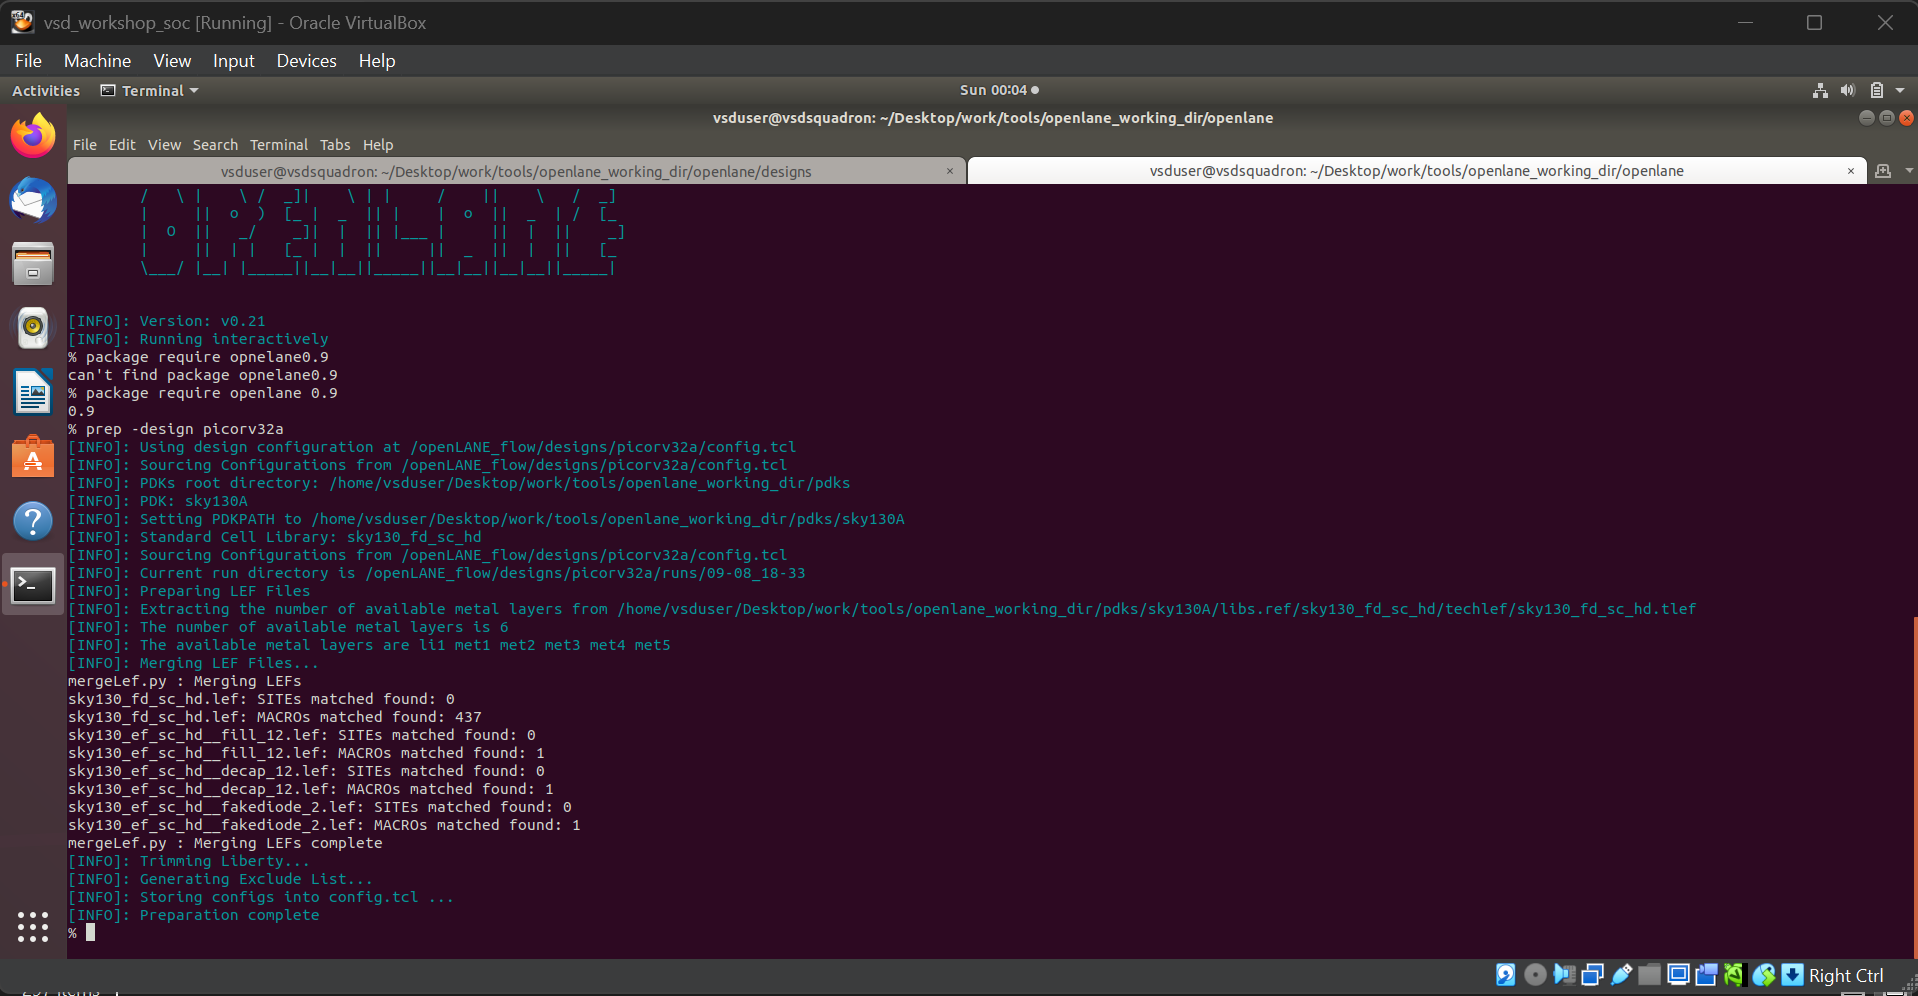 vsd_workshop_soc [Running] - Oracle VirtualBox
File Machine View Input Devices Help
Activities Terminal Sun 00:04
vsduser@vsdsquadron: ~/Desktop/work/tools/openlane_working_dir/openlane
File Edit View Search Terminal Tabs Help
vsduser@vsdsquadron: ~/Desktop/work/tools/openlane_working_dir/openlane/designs × vsduser@vsdsquadron: ~/Desktop/work/tools/openlane_working_dir/openlane ×
[INFO]: Version: v0.21
[INFO]: Running interactively
% package require opnelane0.9
can't find package opnelane0.9
% package require openlane 0.9
0.9
% prep -design picorv32a
[INFO]: Using design configuration at /openLANE_flow/designs/picorv32a/config.tcl
[INFO]: Sourcing Configurations from /openLANE_flow/designs/picorv32a/config.tcl
[INFO]: PDKs root directory: /home/vsduser/Desktop/work/tools/openlane_working_dir/pdks
[INFO]: PDK: sky130A
[INFO]: Setting PDKPATH to /home/vsduser/Desktop/work/tools/openlane_working_dir/pdks/sky130A
[INFO]: Standard Cell Library: sky130_fd_sc_hd
[INFO]: Sourcing Configurations from /openLANE_flow/designs/picorv32a/config.tcl
[INFO]: Current run directory is /openLANE_flow/designs/picorv32a/runs/09-08_18-33
[INFO]: Preparing LEF Files
[INFO]: Extracting the number of available metal layers from /home/vsduser/Desktop/work/tools/openlane_working_dir/pdks/sky130A/libs.ref/sky130_fd_sc_hd/techlef/sky130_fd_sc_hd.tlef
[INFO]: The number of available metal layers is 6
[INFO]: The available metal layers are li1 met1 met2 met3 met4 met5
[INFO]: Merging LEF Files...
mergeLef.py : Merging LEFs
sky130_fd_sc_hd.lef: SITEs matched found: 0
sky130_fd_sc_hd.lef: MACROs matched found: 437
sky130_ef_sc_hd__fill_12.lef: SITEs matched found: 0
sky130_ef_sc_hd__fill_12.lef: MACROs matched found: 1
sky130_ef_sc_hd__decap_12.lef: SITEs matched found: 0
sky130_ef_sc_hd__decap_12.lef: MACROs matched found: 1
sky130_ef_sc_hd__fakediode_2.lef: SITEs matched found: 0
sky130_ef_sc_hd__fakediode_2.lef: MACROs matched found: 1
mergeLef.py : Merging LEFs complete
[INFO]: Trimming Liberty...
[INFO]: Generating Exclude List...
[INFO]: Storing configs into config.tcl ...
[INFO]: Preparation complete
%
Right Ctrl